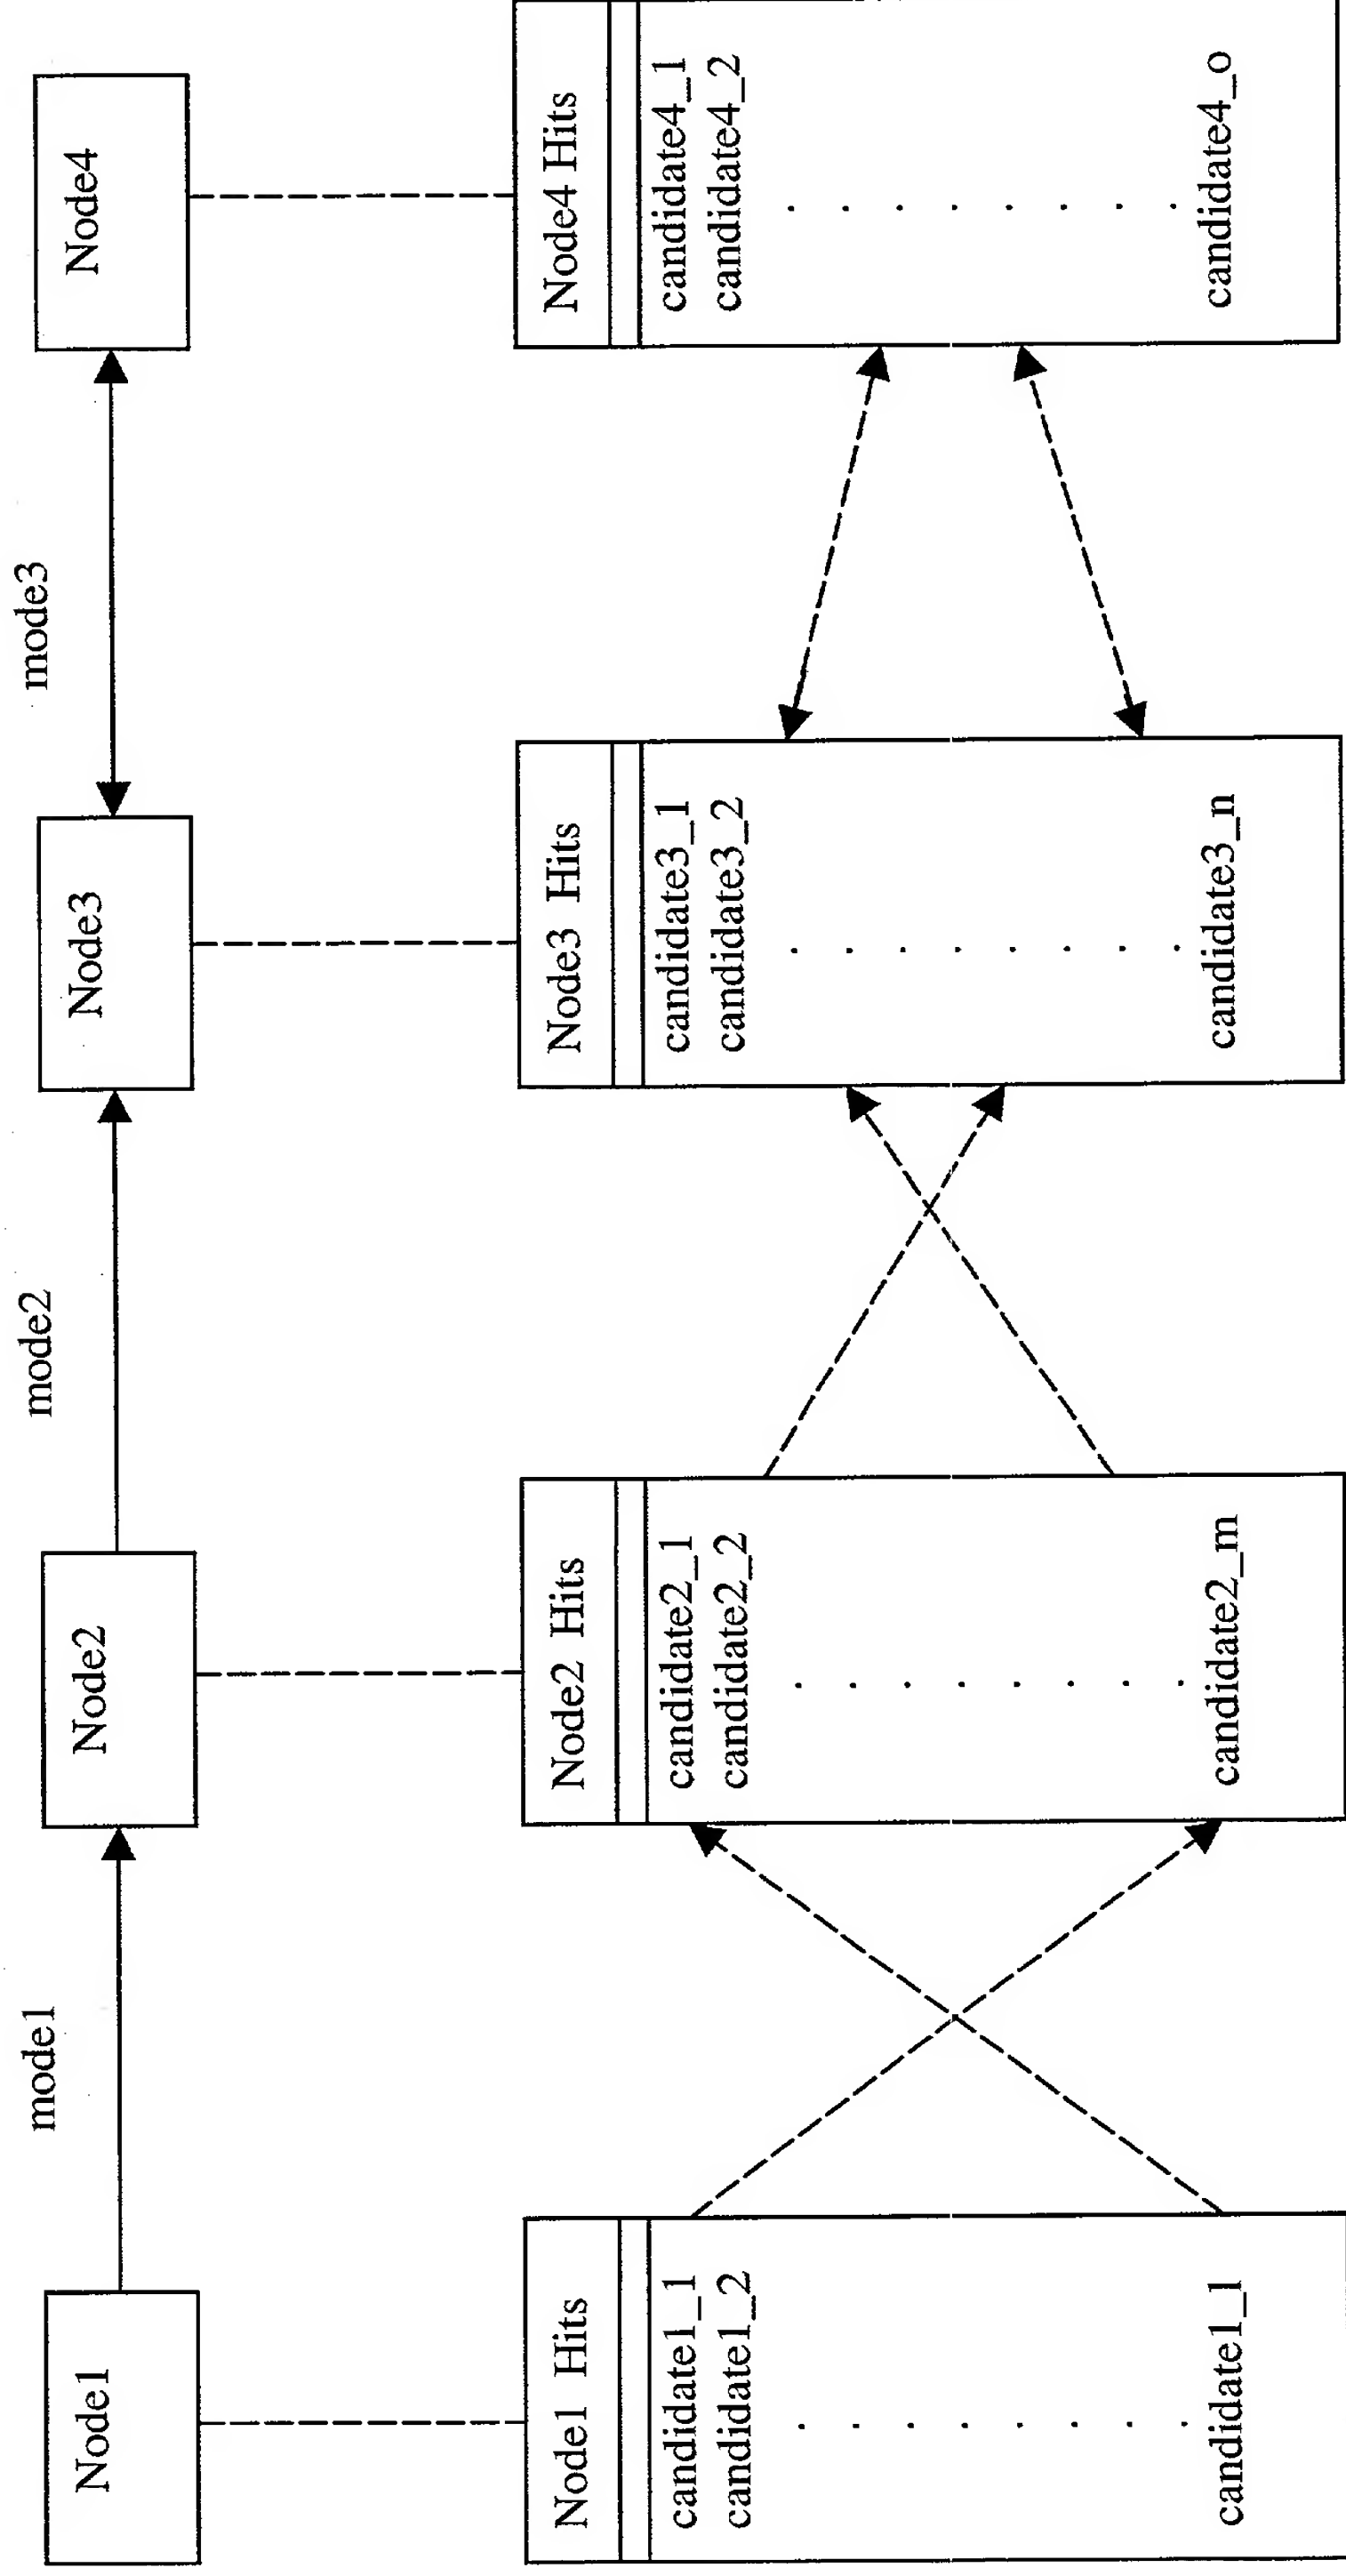 mode1
mode2
mode3
Node1
Node2
Node3
Node4
Node1 Hits
candidate1_1
candidate1_2
candidate1_l
Node2 Hits
candidate2_1
candidate2_2
candidate2_m
Node3 Hits
candidate3_1
candidate3_2
candidate3_n
Node4 Hits
candidate4_1
candidate4_2
candidate4_o